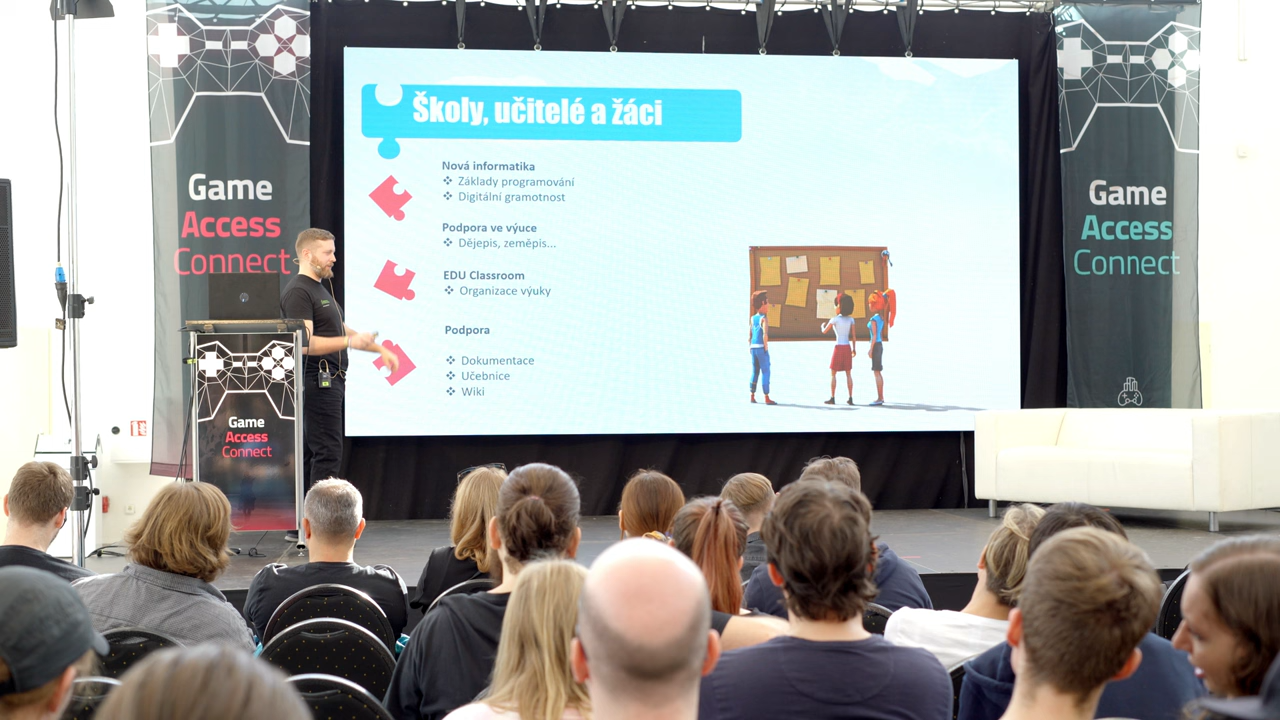 Školy, učitelé a žáci
Nová informatika
Základy programování
Digitální gramotnost
Podpora ve výuce
Dějepis, zeměpis...
EDU Classroom
Organizace výuky
Podpora
Dokumentace
Učebnice
Wiki
Game
Access
Connect
Game
Access
Connect
Game
Access
Connect